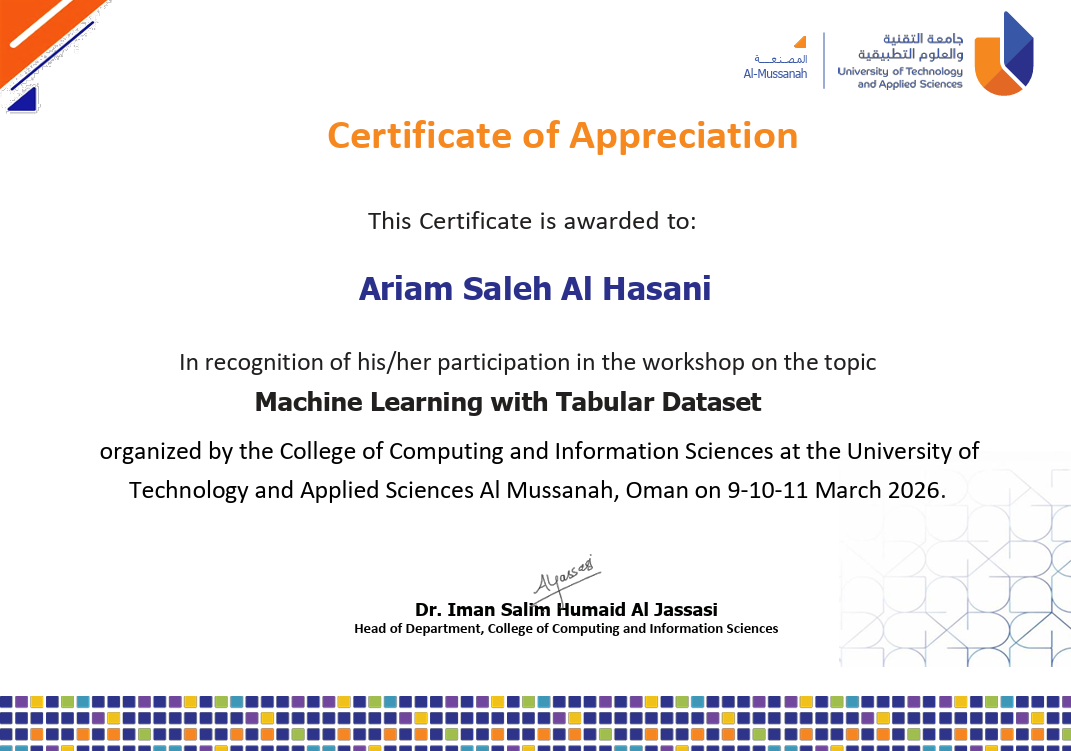 المصنعة
Al-Mussanah
جامعة التقنية
والعلوم التطبيقية
University of Technology
and Applied Sciences
Certificate of Appreciation
This Certificate is awarded to:
Ariam Saleh Al Hasani
In recognition of his/her participation in the workshop on the topic
Machine Learning with Tabular Dataset
organized by the College of Computing and Information Sciences at the University of
Technology and Applied Sciences Al Mussanah, Oman on 9-10-11 March 2026.
AlJassasi
Dr. Iman Salim Humaid Al Jassasi
Head of Department, College of Computing and Information Sciences